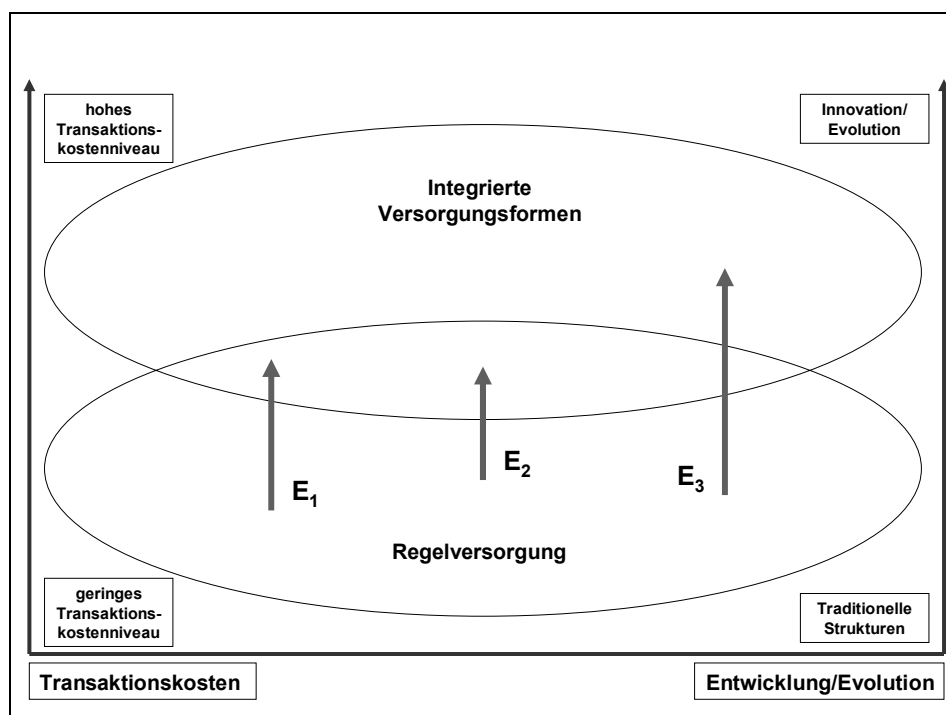 hohes
Transaktions-
kostenniveau
Innovation/
Evolution
Integrierte
Versorgungsformen
E1
E2
E3
Regelversorgung
geringes
Transaktions-
kostenniveau
Traditionelle
Strukturen
Transaktionskosten
Entwicklung/Evolution